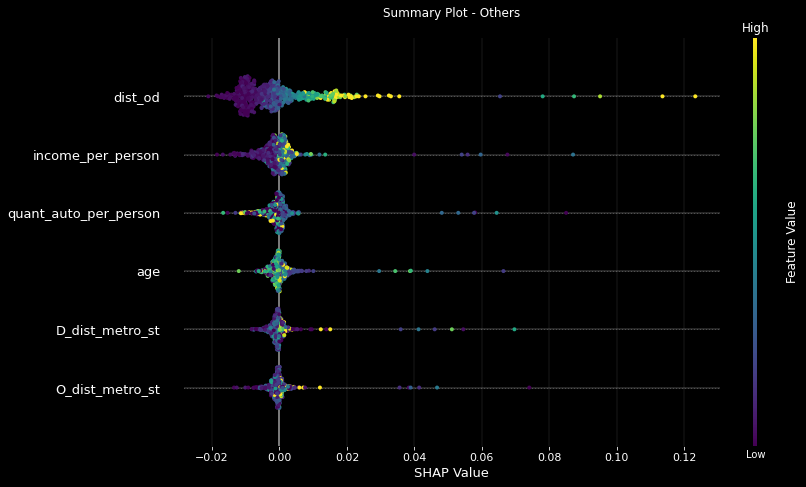 Summary Plot - Others
High
dist_od
income_per_person
quant_auto_per_person
age
D_dist_metro_st
O_dist_metro_st
Feature Value
Low
−0.02 0.00 0.02 0.04 0.06 0.08 0.10 0.12
SHAP Value